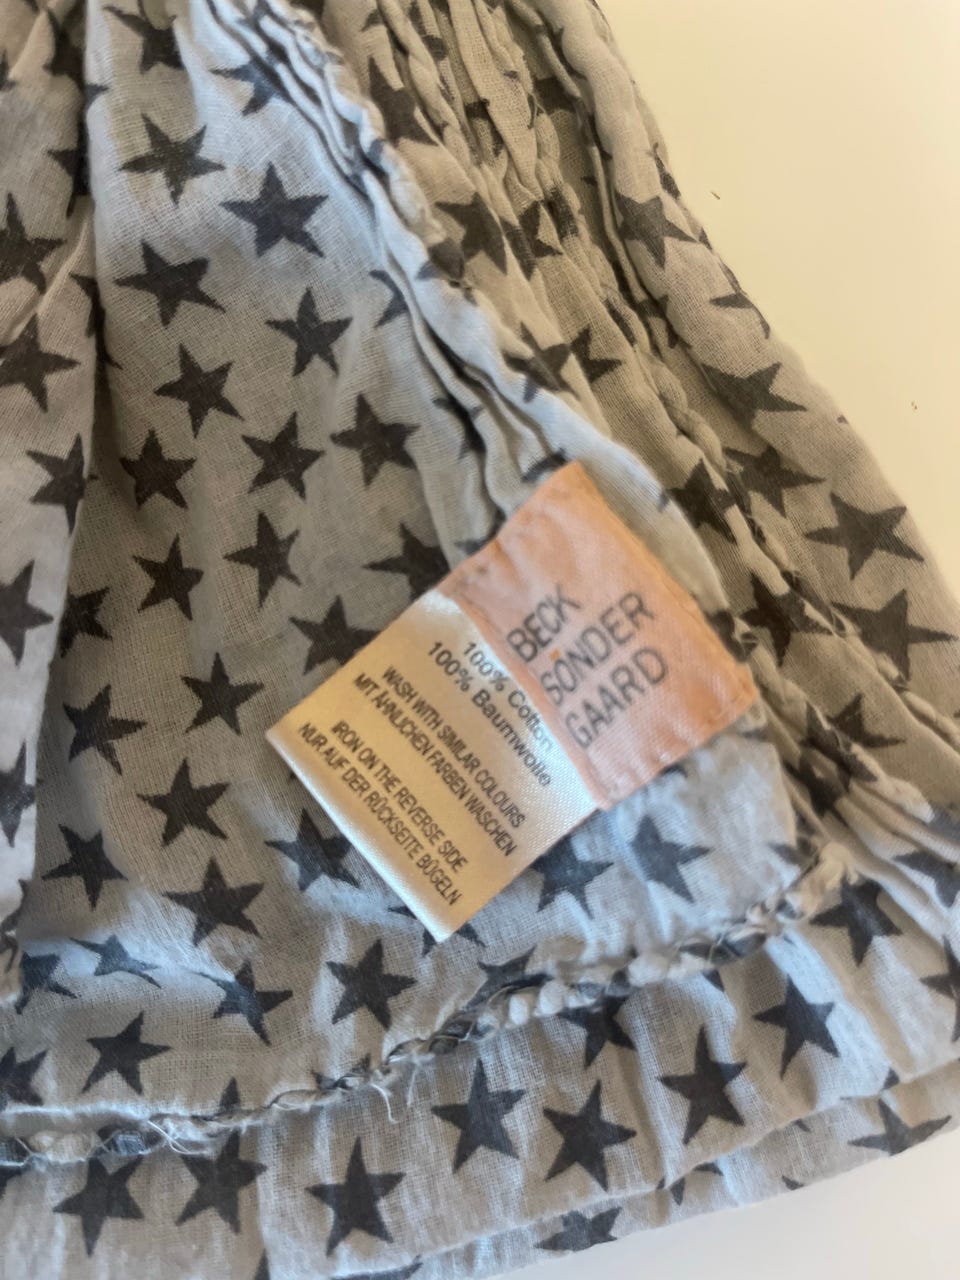 BECK
SÖNDER
GAARD
100% Cotton
100% Baumwolle
WASH WITH SIMILAR COLOURS
MIT ÄHNLICHEN FARBEN WASCHEN
IRON ON THE REVERSE SIDE
NUR AUF DER RÜCKSEITE BÜGELN